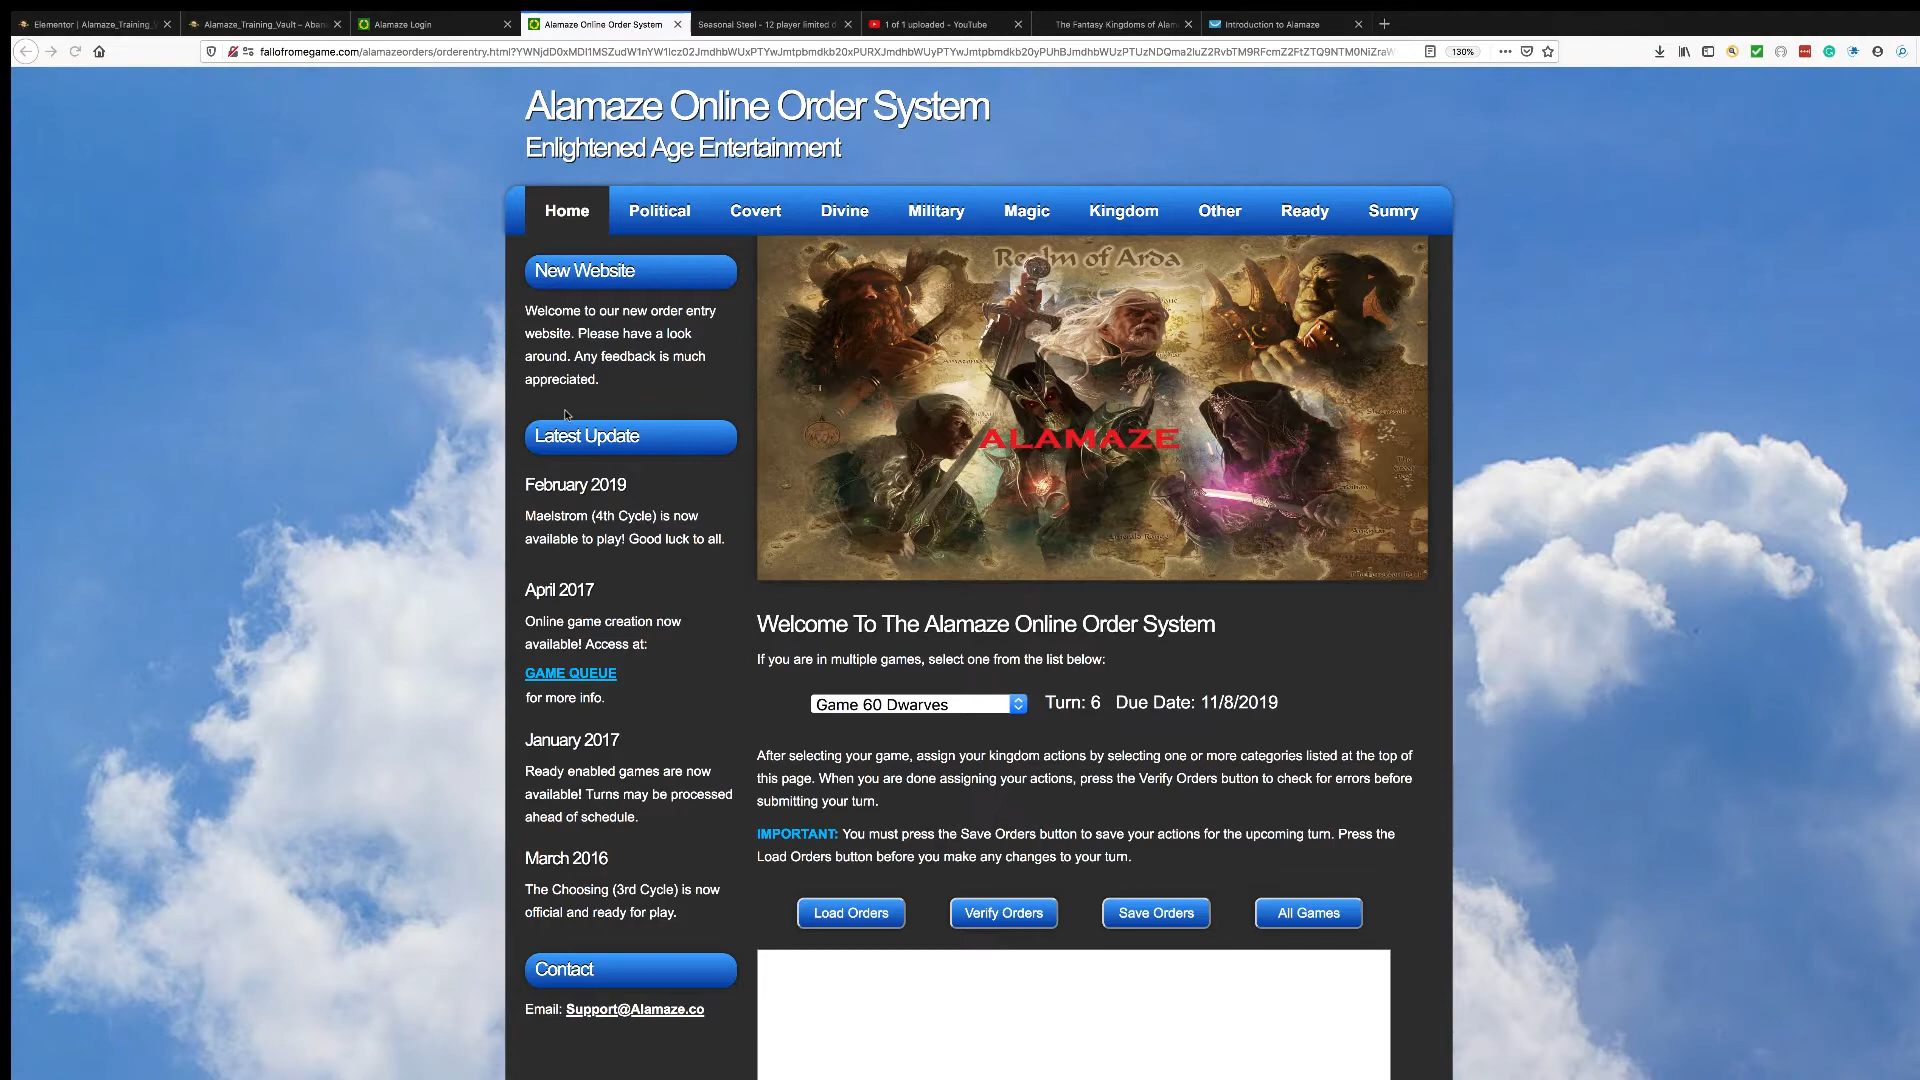 Elementor | Alamaze_Training_
Alamaze_Training_Vault – Aban
Alamaze Login
Alamaze Online Order System
Seasonal Steel - 12 player limited d
1 of 1 uploaded - YouTube
The Fantasy Kingdoms of Alam
Introduction to Alamaze
130%
Alamaze Online Order System
Enlightened Age Entertainment
Home Political Covert Divine Military Magic Kingdom Other Ready Sumry
New Website
Welcome to our new order entry
website. Please have a look
around. Any feedback is much
appreciated.
Latest Update
February 2019
Maelstrom (4th Cycle) is now
available to play! Good luck to all.
April 2017
Online game creation now
available! Access at:
GAME QUEUE
for more info.
January 2017
Ready enabled games are now
available! Turns may be processed
ahead of schedule.
March 2016
The Choosing (3rd Cycle) is now
official and ready for play.
Contact
Email: Support@Alamaze.co
Realm of Arda
ALAMAZE
Emerald Range
Welcome To The Alamaze Online Order System
If you are in multiple games, select one from the list below:
Game 60 Dwarves Turn: 6 Due Date: 11/8/2019
After selecting your game, assign your kingdom actions by selecting one or more categories listed at the top of
this page. When you are done assigning your actions, press the Verify Orders button to check for errors before
submitting your turn.
IMPORTANT: You must press the Save Orders button to save your actions for the upcoming turn. Press the
Load Orders button before you make any changes to your turn.
Load Orders Verify Orders Save Orders All Games